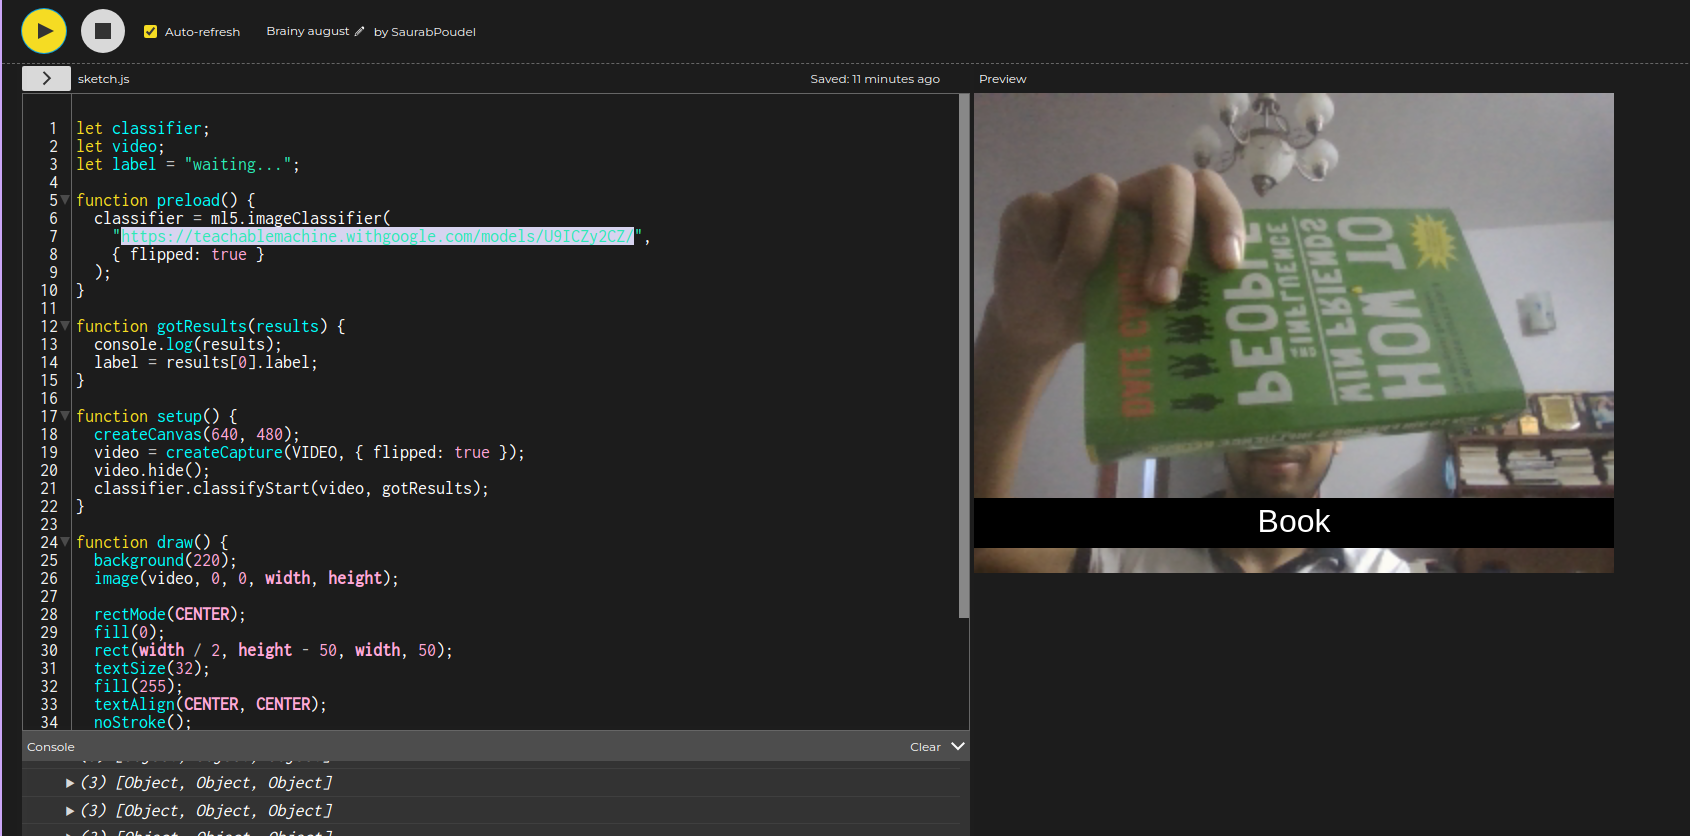 Auto-refresh
Brainy august
by SaurabPoudel
sketch.js
Saved: 11 minutes ago
Preview
1 let classifier;
2 let video;
3 let label = "waiting...";
4
5 function preload() {
6 classifier = ml5.imageClassifier(
7 "https://teachablemachine.withgoogle.com/models/U9ICZy2CZ/",
8 { flipped: true }
9 );
10 }
11
12 function gotResults(results) {
13 console.log(results);
14 label = results[0].label;
15 }
16
17 function setup() {
18 createCanvas(640, 480);
19 video = createCapture(VIDEO, { flipped: true });
20 video.hide();
21 classifier.classifyStart(video, gotResults);
22 }
23
24 function draw() {
25 background(220);
26 image(video, 0, 0, width, height);
27
28 rectMode(CENTER);
29 fill(0);
30 rect(width / 2, height - 50, width, 50);
31 textSize(32);
32 fill(255);
33 textAlign(CENTER, CENTER);
34 noStroke();
Console
Clear
(3) [Object, Object, Object]
(3) [Object, Object, Object]
HOW TO
WIN FRIENDS
AND INFLUENCE
PEOPLE
DALE
Book